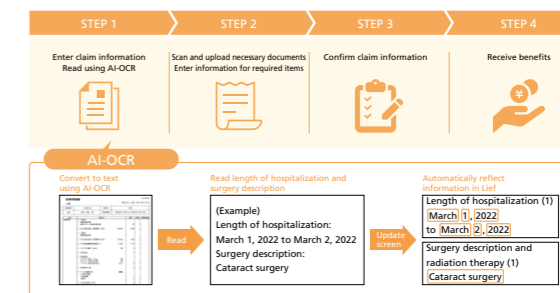 STEP 1
STEP 2
STEP 3
STEP 4
Enter claim information
Read using AI-OCR
Scan and upload necessary documents
Enter information for required items
Confirm claim information
Receive benefits
¥
AI-OCR
Convert to text
using AI-OCR
Read
Read length of hospitalization and
surgery description
(Example)
Length of hospitalization:
March 1, 2022 to March 2, 2022
Surgery description:
Cataract surgery
Update
screen
Automatically reflect
information in Lief
Length of hospitalization (1)
March 1, 2022
to March 2, 2022
Surgery description and
radiation therapy (1)
Cataract surgery